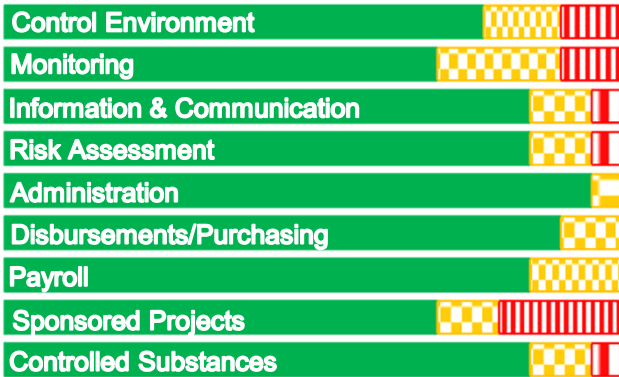 Control Environment
Monitoring
Information & Communication
Risk Assessment
Administration
Disbursements/Purchasing
Payroll
Sponsored Projects
Controlled Substances